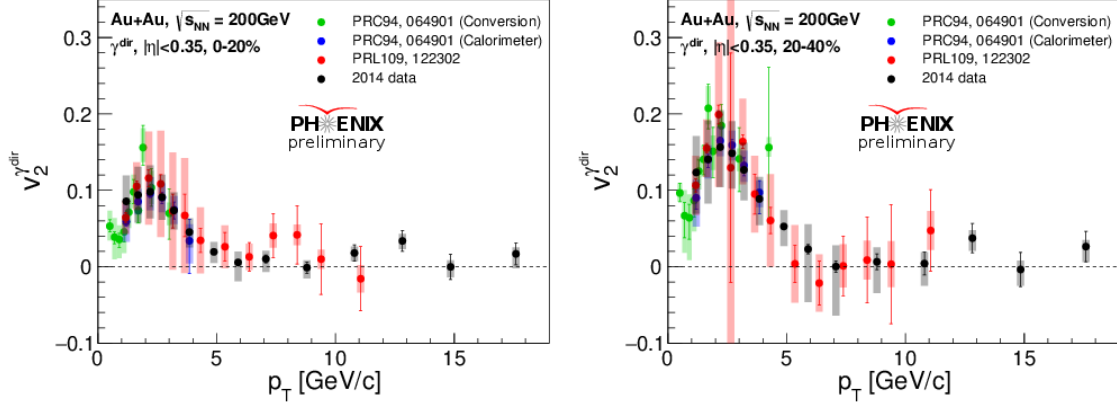 Au+Au, √s_NN = 200GeV
γ^dir, |η|<0.35, 0-20%
PRC94, 064901 (Conversion)
PRC94, 064901 (Calorimeter)
PRL109, 122302
2014 data
PHENIX
preliminary
v_2^γ^dir
0.3
0.2
0.1
0
−0.1
0
5
10
15
p_T [GeV/c]
Au+Au, √s_NN = 200GeV
γ^dir, |η|<0.35, 20-40%
PRC94, 064901 (Conversion)
PRC94, 064901 (Calorimeter)
PRL109, 122302
2014 data
PHENIX
preliminary
v_2^γ^dir
0.3
0.2
0.1
0
−0.1
0
5
10
15
p_T [GeV/c]